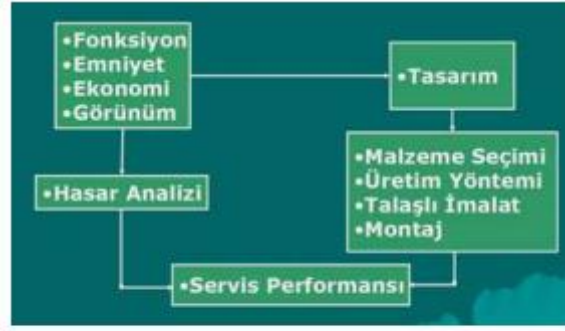 •Fonksiyon
•Emniyet
•Ekonomi
•Görünüm
•Tasarım
•Malzeme Seçimi
•Üretim Yöntemi
•Talaşlı İmalat
•Montaj
•Hasar Analizi
•Servis Performansı